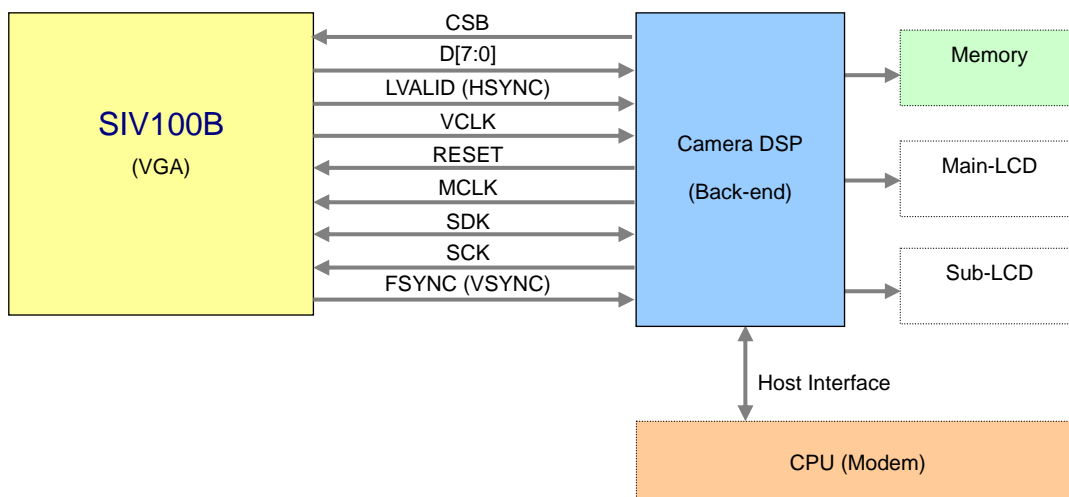 SIV100B
(VGA)
CSB
D[7:0]
LVALID (HSYNC)
VCLK
RESET
MCLK
SDK
SCK
FSYNC (VSYNC)
Camera DSP
(Back-end)
Memory
Main-LCD
Sub-LCD
Host Interface
CPU (Modem)